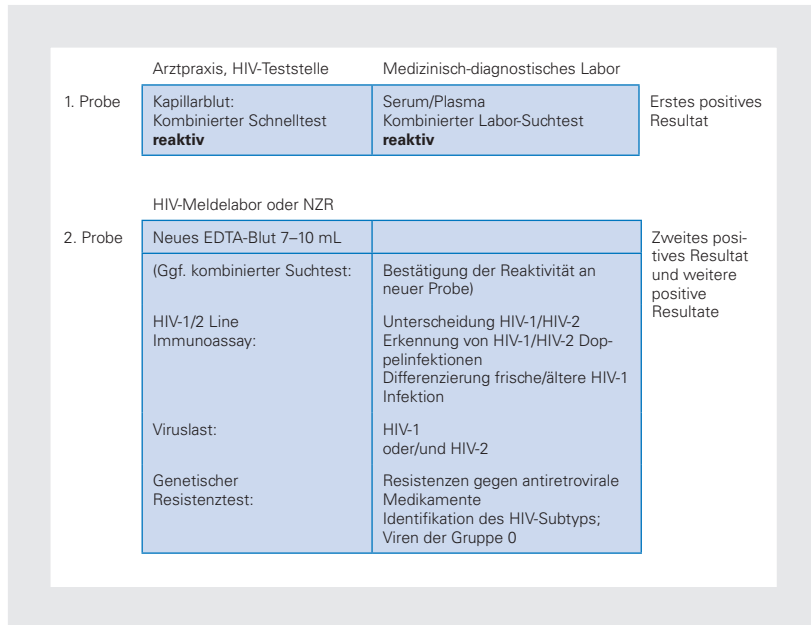 Arztpraxis, HIV-Teststelle Medizinisch-diagnostisches Labor
1. Probe Kapillarblut: Serum/Plasma Erstes positives
Kombinierter Schnelltest Kombinierter Labor-Suchtest Resultat
reaktiv reaktiv
HIV-Meldelabor oder NZR
2. Probe Neues EDTA-Blut 7–10 mL Zweites posi-
tives Resultat
und weitere
positive
Resultate
(Ggf. kombinierter Suchtest: Bestätigung der Reaktivität an
neuer Probe)
HIV-1/2 Line Unterscheidung HIV-1/HIV-2
Immunoassay: Erkennung von HIV-1/HIV-2 Dop-
pelinfektionen
Differenzierung frische/ältere HIV-1
Infektion
Viruslast: HIV-1
oder/und HIV-2
Genetischer Resistenzen gegen antiretrovirale
Resistenztest: Medikamente
Identifikation des HIV-Subtyps;
Viren der Gruppe 0